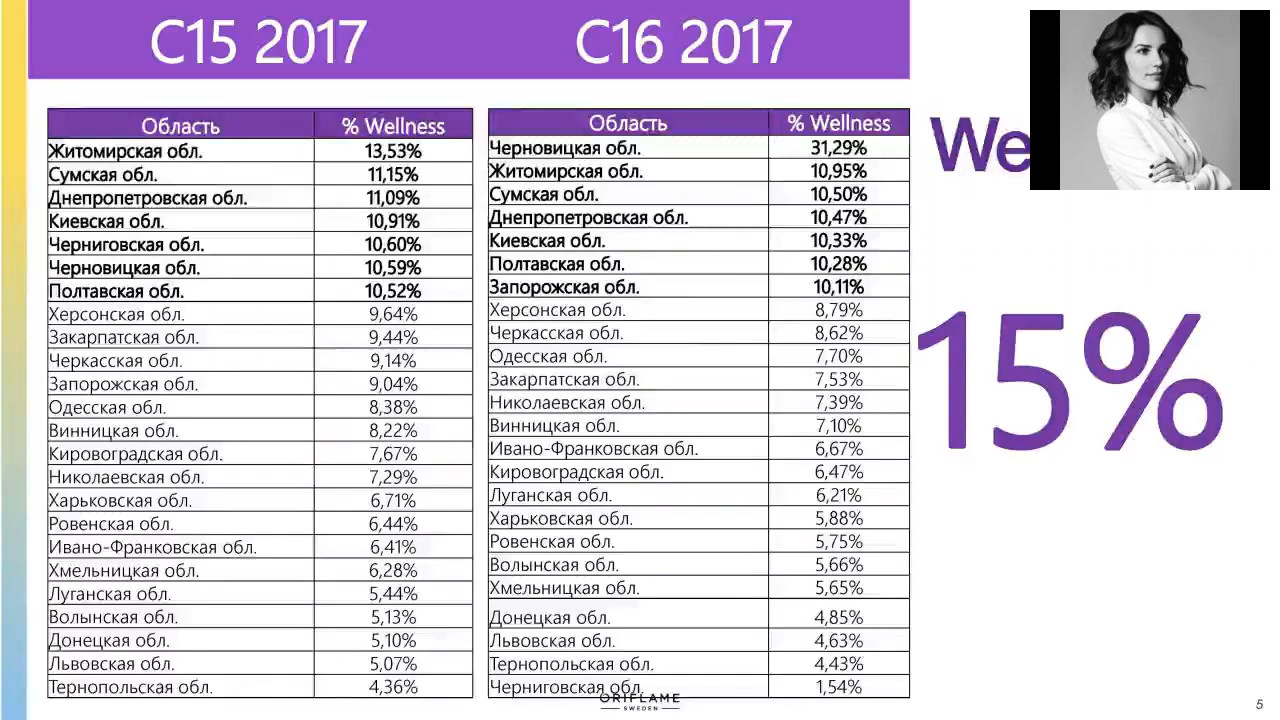 C15 2017
C16 2017
Область % Wellness
Житомирская обл. 13,53%
Сумская обл. 11,15%
Днепропетровская обл. 11,09%
Киевская обл. 10,91%
Черниговская обл. 10,60%
Черновицкая обл. 10,59%
Полтавская обл. 10,52%
Херсонская обл. 9,64%
Закарпатская обл. 9,44%
Черкасская обл. 9,14%
Запорожская обл. 9,04%
Одесская обл. 8,38%
Винницкая обл. 8,22%
Кировоградская обл. 7,67%
Николаевская обл. 7,29%
Харьковская обл. 6,71%
Ровенская обл. 6,44%
Ивано-Франковская обл. 6,41%
Хмельницкая обл. 6,28%
Луганская обл. 5,44%
Волынская обл. 5,13%
Донецкая обл. 5,10%
Львовская обл. 5,07%
Тернопольская обл. 4,36%
Область % Wellness
Черновицкая обл. 31,29%
Житомирская обл. 10,95%
Сумская обл. 10,50%
Днепропетровская обл. 10,47%
Киевская обл. 10,33%
Полтавская обл. 10,28%
Запорожская обл. 10,11%
Херсонская обл. 8,79%
Черкасская обл. 8,62%
Одесская обл. 7,70%
Закарпатская обл. 7,53%
Николаевская обл. 7,39%
Винницкая обл. 7,10%
Ивано-Франковская обл. 6,67%
Кировоградская обл. 6,47%
Луганская обл. 6,21%
Харьковская обл. 5,88%
Ровенская обл. 5,75%
Волынская обл. 5,66%
Хмельницкая обл. 5,65%
Донецкая обл. 4,85%
Львовская обл. 4,63%
Тернопольская обл. 4,43%
Черниговская обл. 1,54%
We
15%
ORIFLAME
SWEDEN
5